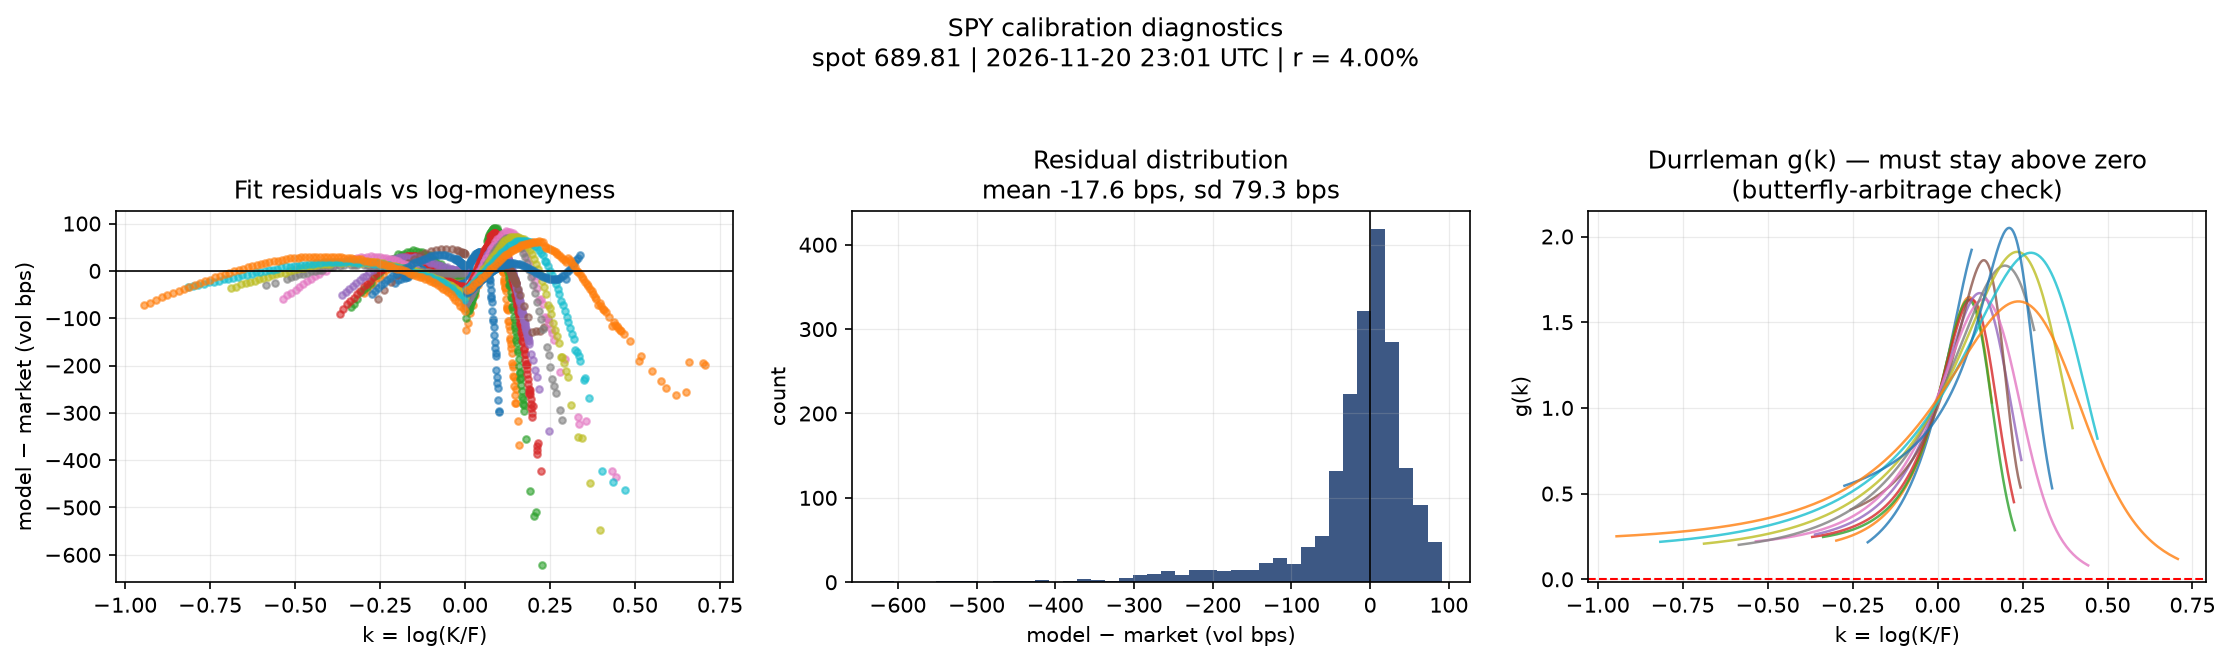 SPY calibration diagnostics
spot 689.81 | 2026-11-20 23:01 UTC | r = 4.00%
Fit residuals vs log-moneyness
100
0
−100
−200
−300
−400
−500
−600
model − market (vol bps)
−1.00 −0.75 −0.50 −0.25 0.00 0.25 0.50 0.75
k = log(K/F)
Residual distribution
mean -17.6 bps, sd 79.3 bps
400
300
200
100
0
count
−600 −500 −400 −300 −200 −100 0 100
model − market (vol bps)
Durrleman g(k) — must stay above zero
(butterfly-arbitrage check)
2.0
1.5
1.0
0.5
0.0
g(k)
−1.00 −0.75 −0.50 −0.25 0.00 0.25 0.50 0.75
k = log(K/F)